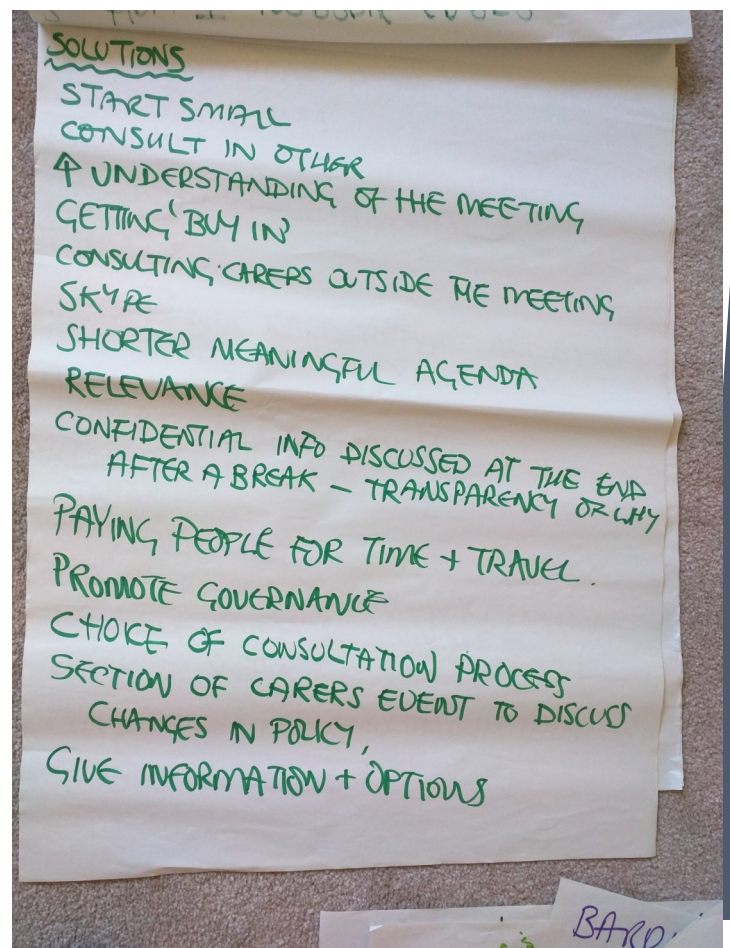 SOLUTIONS
START SMALL
CONSULT IN OTHER
↑ UNDERSTANDING OF THE MEETING
GETTING 'BUY IN'
CONSULTING CARERS OUTSIDE THE MEETING
SKYPE
SHORTER MEANINGFUL AGENDA
RELEVANCE
CONFIDENTIAL INFO DISCUSSED AT THE END
AFTER A BREAK – TRANSPARENCY OF WHY
PAYING PEOPLE FOR TIME + TRAVEL.
PROMOTE GOVERNANCE
CHOICE OF CONSULTATION PROCESS
SECTION OF CARERS EVENT TO DISCUSS
CHANGES IN POLICY,
GIVE INFORMATION + OPTIONS